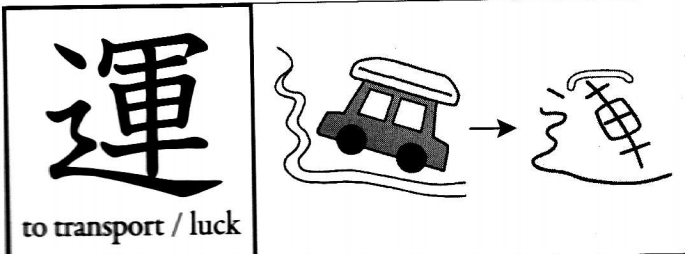 運
to transport / luck